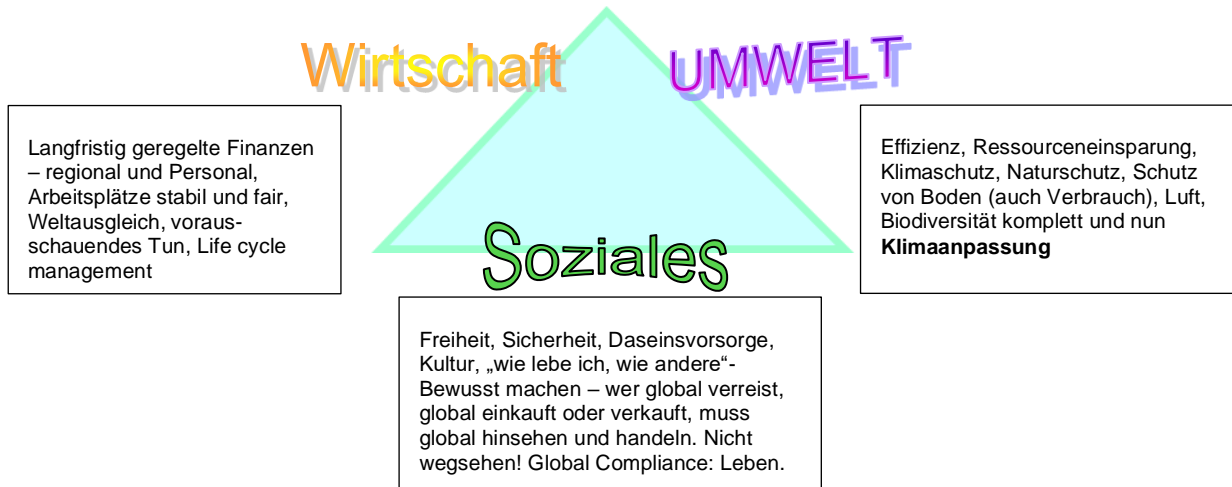 Wirtschaft
UMWELT
Langfristig geregelte Finanzen
– regional und Personal,
Arbeitsplätze stabil und fair,
Weltausgleich, voraus-
schauendes Tun, Life cycle
management
Effizienz, Ressourceneinsparung,
Klimaschutz, Naturschutz, Schutz
von Boden (auch Verbrauch), Luft,
Biodiversität komplett und nun
Klimaanpassung
Soziales
Freiheit, Sicherheit, Daseinsvorsorge,
Kultur, „wie lebe ich, wie andere“-
Bewusst machen – wer global verreist,
global einkauft oder verkauft, muss
global hinsehen und handeln. Nicht
wegsehen! Global Compliance: Leben.